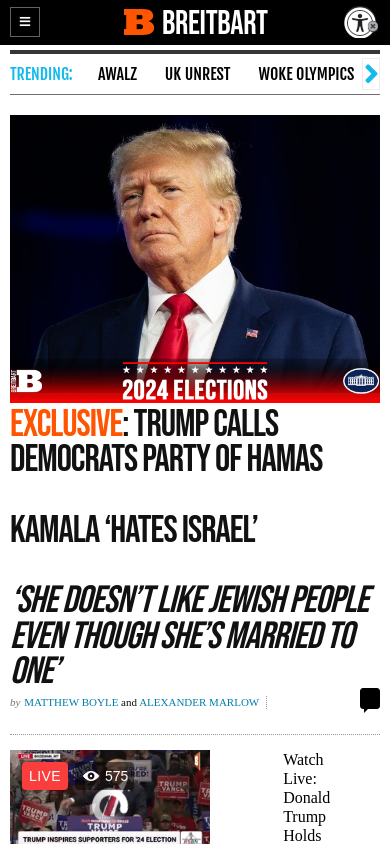 BREITBART
TRENDING: AWALZ UK UNREST WOKE OLYMPICS
BREITBART B
2024 ELECTIONS
EXCLUSIVE: TRUMP CALLS
DEMOCRATS PARTY OF HAMAS
KAMALA ‘HATES ISRAEL’
‘SHE DOESN’T LIKE JEWISH PEOPLE
EVEN THOUGH SHE’S MARRIED TO
ONE’
by MATTHEW BOYLE and ALEXANDER MARLOW
LIVE 575
TRUMP
TRUMP INSPIRES SUPPORTERS FOR '24 ELECTION
Watch
Live:
Donald
Trump
Holds